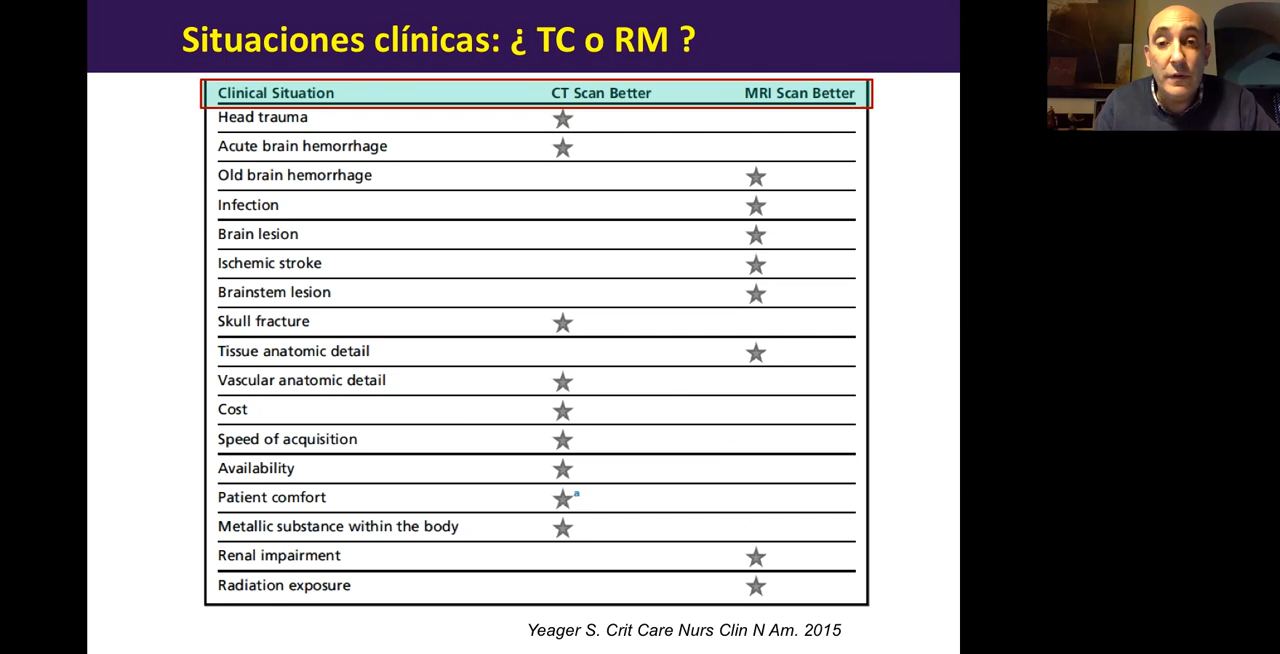 Situaciones clínicas: ¿ TC o RM ?
Clinical Situation CT Scan Better MRI Scan Better
Head trauma
Acute brain hemorrhage
Old brain hemorrhage
Infection
Brain lesion
Ischemic stroke
Brainstem lesion
Skull fracture
Tissue anatomic detail
Vascular anatomic detail
Cost
Speed of acquisition
Availability
Patient comfort a
Metallic substance within the body
Renal impairment
Radiation exposure
Yeager S. Crit Care Nurs Clin N Am. 2015